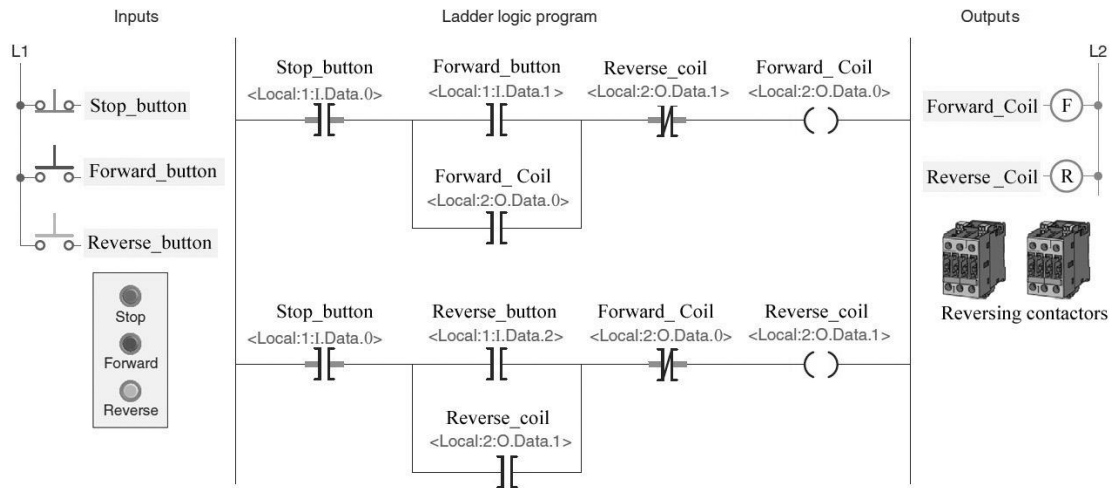 Inputs
Ladder logic program
Outputs
L1
L2
Stop_button
<Local:1:I.Data.0>
Forward_button
<Local:1:I.Data.1>
Reverse_coil
<Local:2:O.Data.1>
Forward_ Coil
<Local:2:O.Data.0>
Stop_button
Forward_button
Reverse_button
Forward_ Coil
<Local:2:O.Data.0>
Forward_Coil
F
Reverse _Coil
R
Reversing contactors
Stop
Forward
Reverse
Stop_button
<Local:1:I.Data.0>
Reverse_button
<Local:1:I.Data.2>
Forward_ Coil
<Local:2:O.Data.0>
Reverse_coil
<Local:2:O.Data.1>
Reverse_coil
<Local:2:O.Data.1>